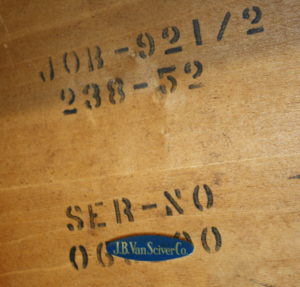 JOB-921/2
238-52
SER-NO
J.B. Van Sciver Co.